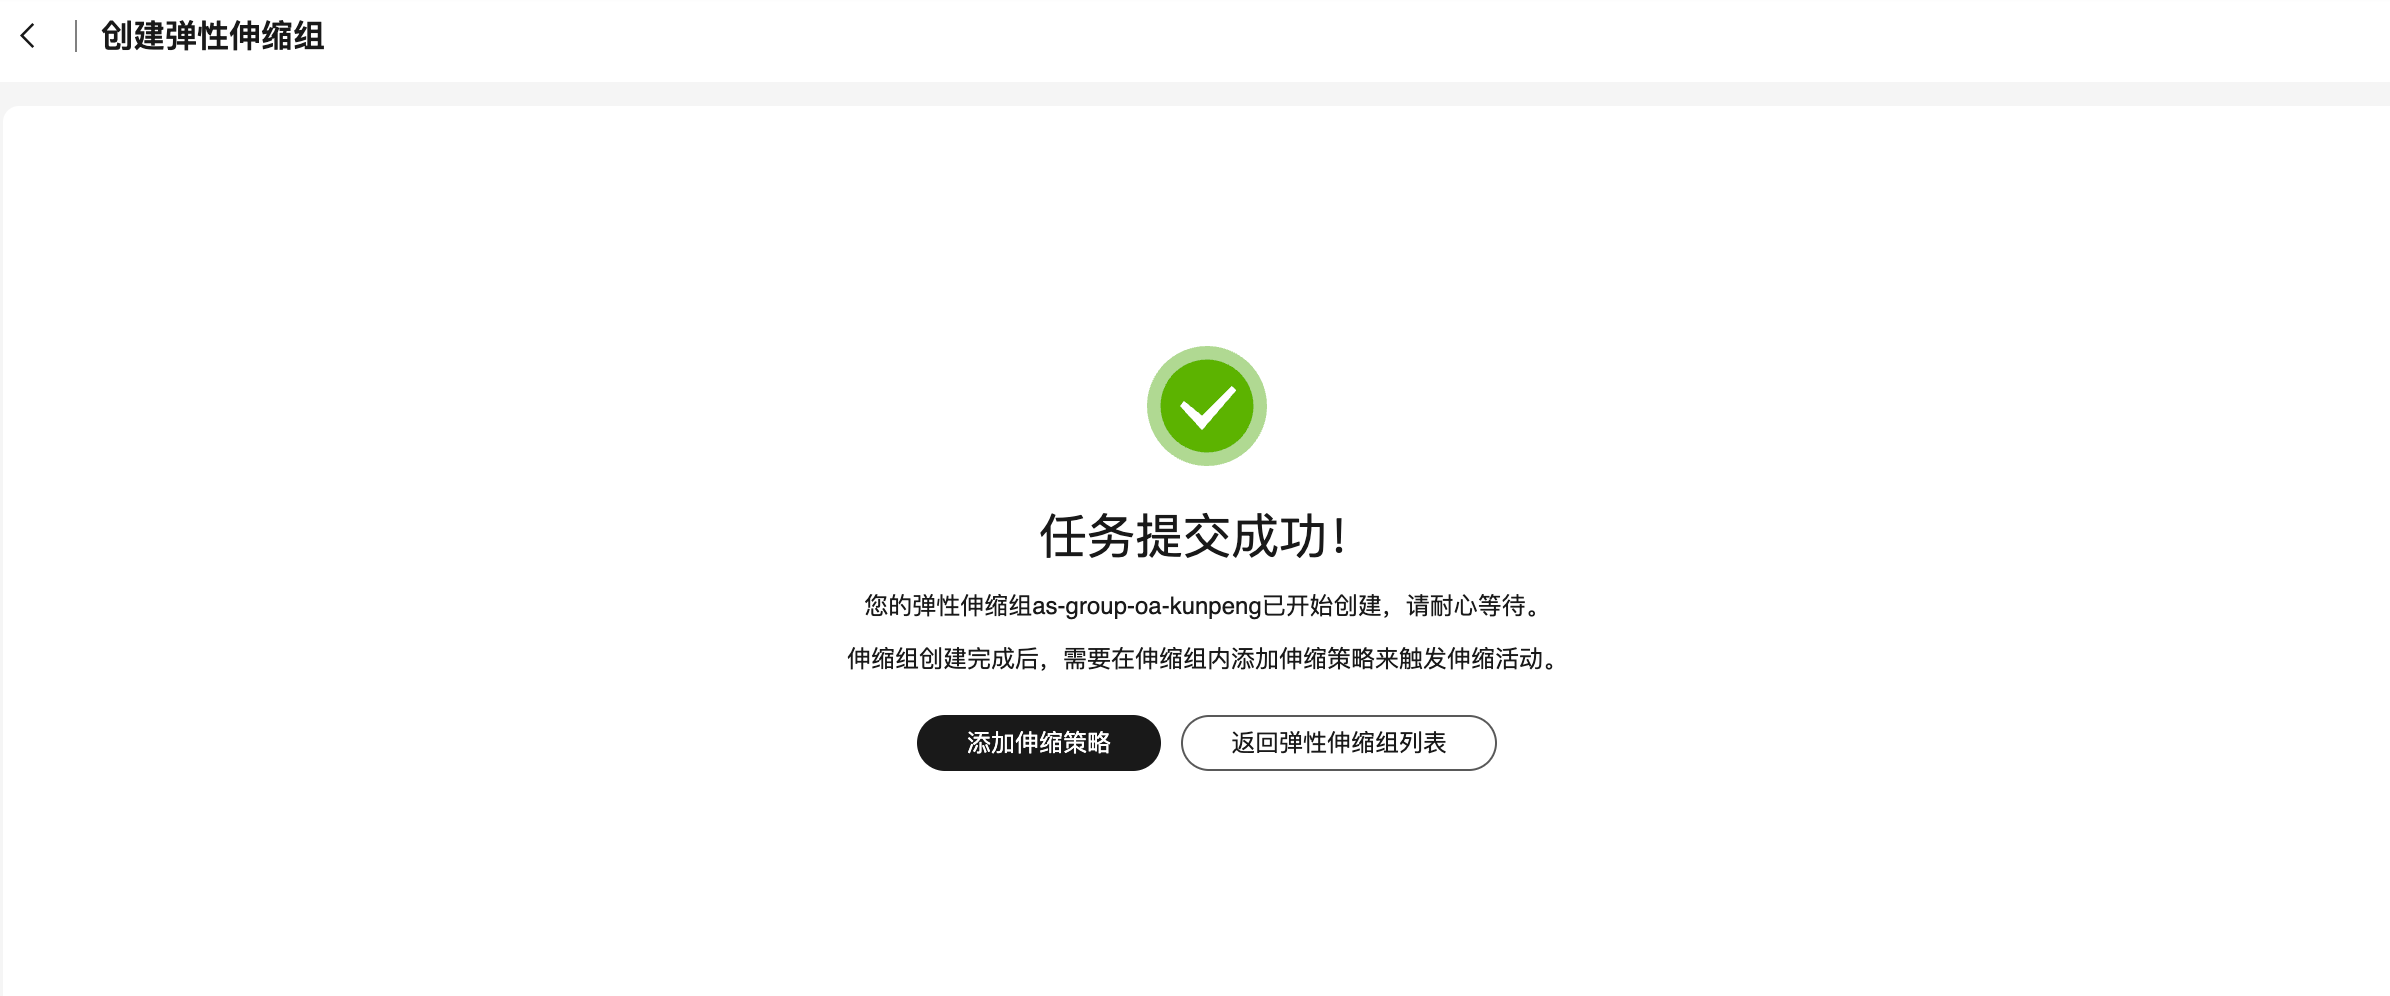 创建弹性伸缩组
任务提交成功！
您的弹性伸缩组as-group-oa-kunpeng已开始创建，请耐心等待。
伸缩组创建完成后，需要在伸缩组内添加伸缩策略来触发伸缩活动。
添加伸缩策略
返回弹性伸缩组列表